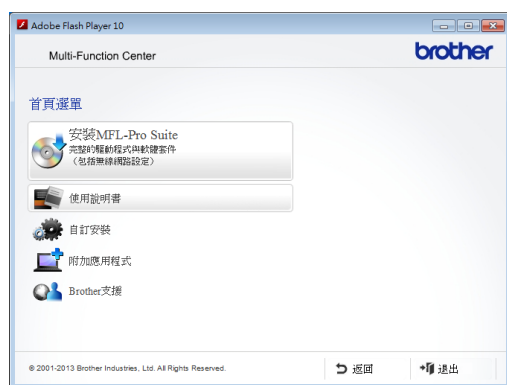 Adobe Flash Player 10
Multi-Function Center
brother
首頁選單
安裝MFL-Pro Suite
完整的驅動程式與軟體套件
(包括無線網路設定)
使用說明書
自訂安裝
附加應用程式
Brother支援
© 2001-2013 Brother Industries, Ltd. All Rights Reserved.
返回
退出